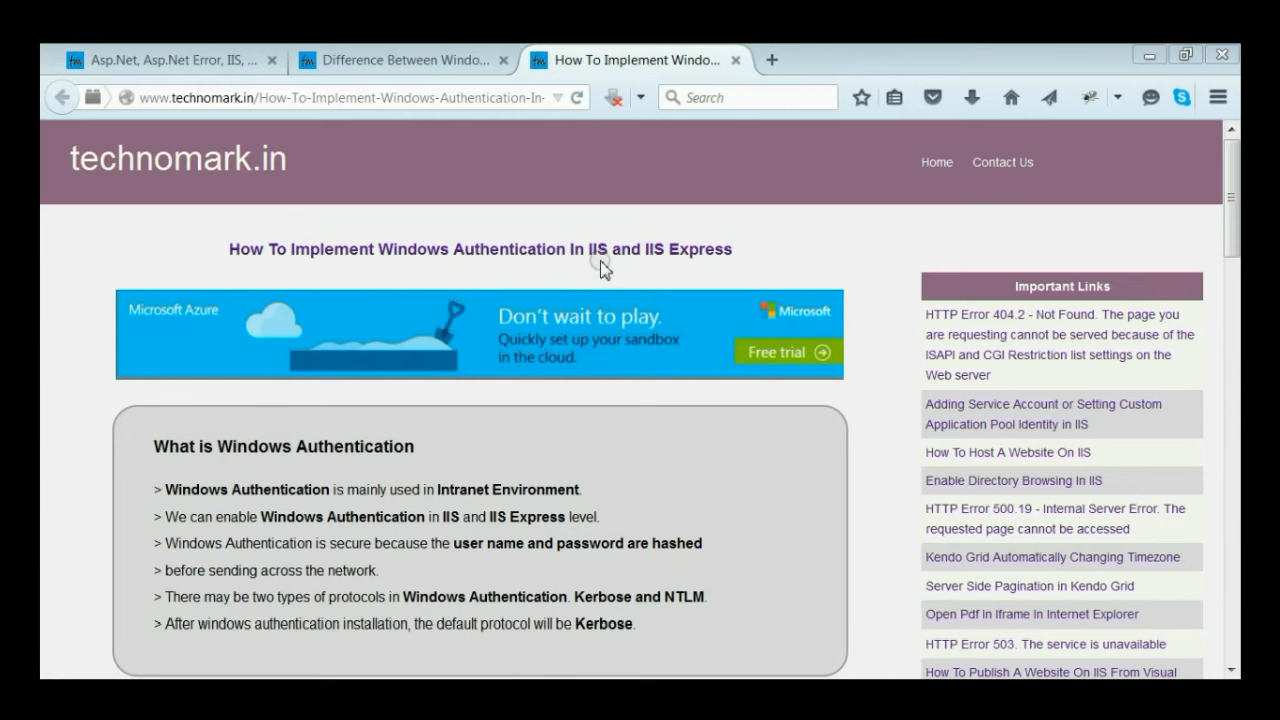 Asp.Net, Asp.Net Error, IIS, ...
Difference Between Windo...
How To Implement Windo...
www.technomark.in/How-To-Implement-Windows-Authentication-In-
Search
technomark.in
Home
Contact Us
How To Implement Windows Authentication In IIS and IIS Express
Microsoft Azure
Don't wait to play.
Quickly set up your sandbox
in the cloud.
Microsoft
Free trial
What is Windows Authentication
> Windows Authentication is mainly used in Intranet Environment.
> We can enable Windows Authentication in IIS and IIS Express level.
> Windows Authentication is secure because the user name and password are hashed
> before sending across the network.
> There may be two types of protocols in Windows Authentication. Kerbose and NTLM.
> After windows authentication installation, the default protocol will be Kerbose.
Important Links
HTTP Error 404.2 - Not Found. The page you
are requesting cannot be served because of the
ISAPI and CGI Restriction list settings on the
Web server
Adding Service Account or Setting Custom
Application Pool Identity in IIS
How To Host A Website On IIS
Enable Directory Browsing In IIS
HTTP Error 500.19 - Internal Server Error. The
requested page cannot be accessed
Kendo Grid Automatically Changing Timezone
Server Side Pagination in Kendo Grid
Open Pdf In Iframe In Internet Explorer
HTTP Error 503. The service is unavailable
How To Publish A Website On IIS From Visual